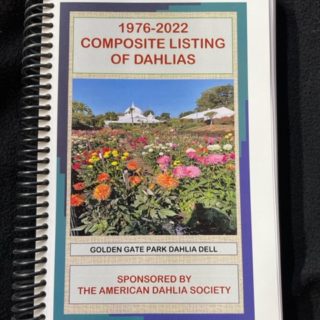 1976-2022
COMPOSITE LISTING
OF DAHLIAS
GOLDEN GATE PARK DAHLIA DELL
SPONSORED BY
THE AMERICAN DAHLIA SOCIETY